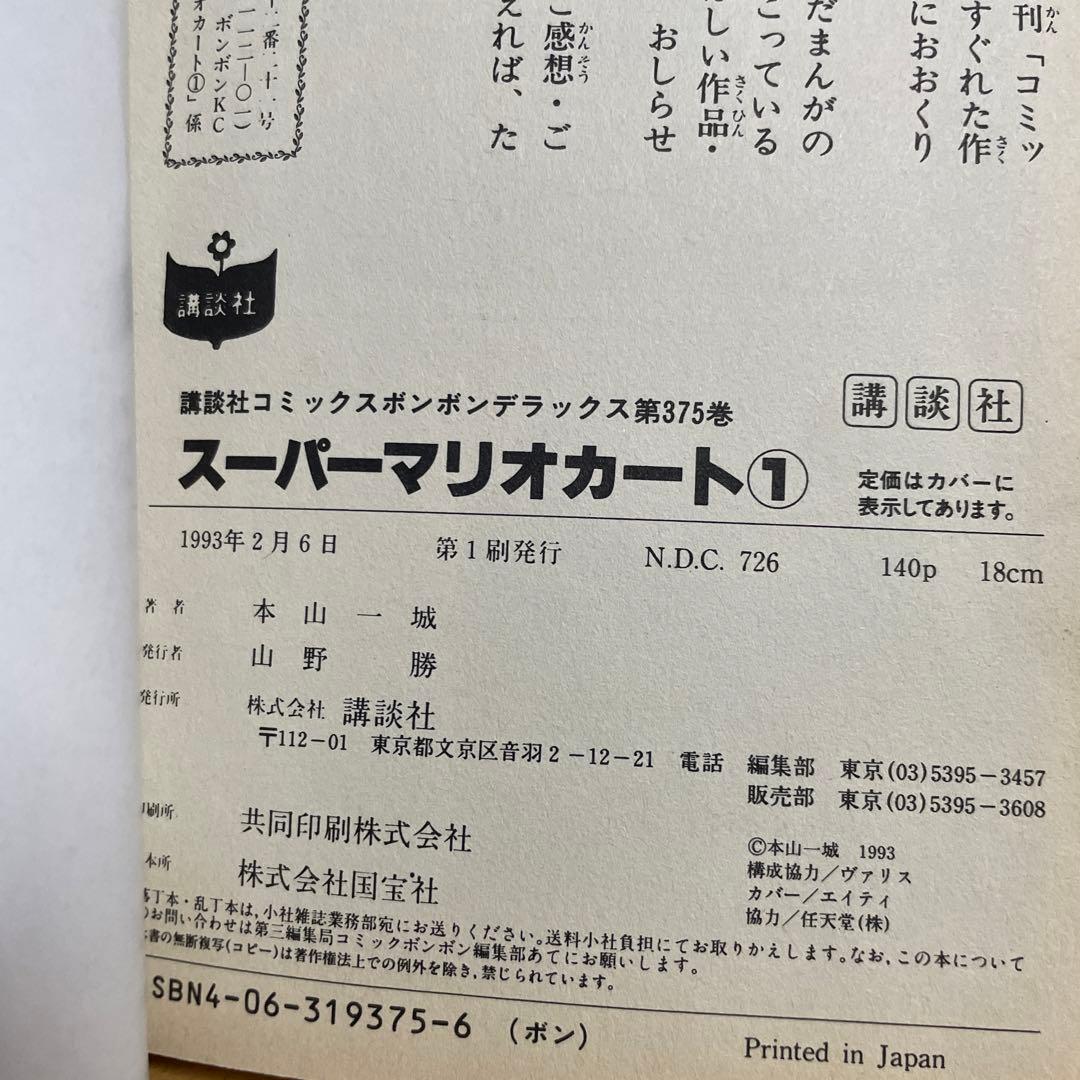 刊「コミッ
すぐれた作
におおくり
だまんがの
こっている
しい作品・
おしらせ
ご感想・ご
えれば、た
ボンボンKC
オカート①」係
講談社
講談社コミックスボンボンデラックス第375巻
講談社
スーパーマリオカート①
定価はカバーに
表示してあります。
1993年2月6日 第1刷発行 N.D.C. 726 140p 18cm
著者 本山一城
発行者 山野 勝
発行所 株式会社 講談社
〒112-01 東京都文京区音羽2-12-21 電話 編集部 東京(03)5395-3457
販売部 東京(03)5395-3608
印刷所 共同印刷株式会社
本所 株式会社国宝社
©本山一城 1993
構成協力/ヴァリス
カバー/エイティ
協力/任天堂(株)
落丁本・乱丁本は、小社雑誌業務部宛にお送りください。送料小社負担にてお取りかえします。なお、この本について
のお問い合わせは第三編集局コミックボンボン編集部あてにお願いします。
本書の無断複写(コピー)は著作権法上での例外を除き、禁じられています。
SBN4-06-319375-6 (ボン)
Printed in Japan